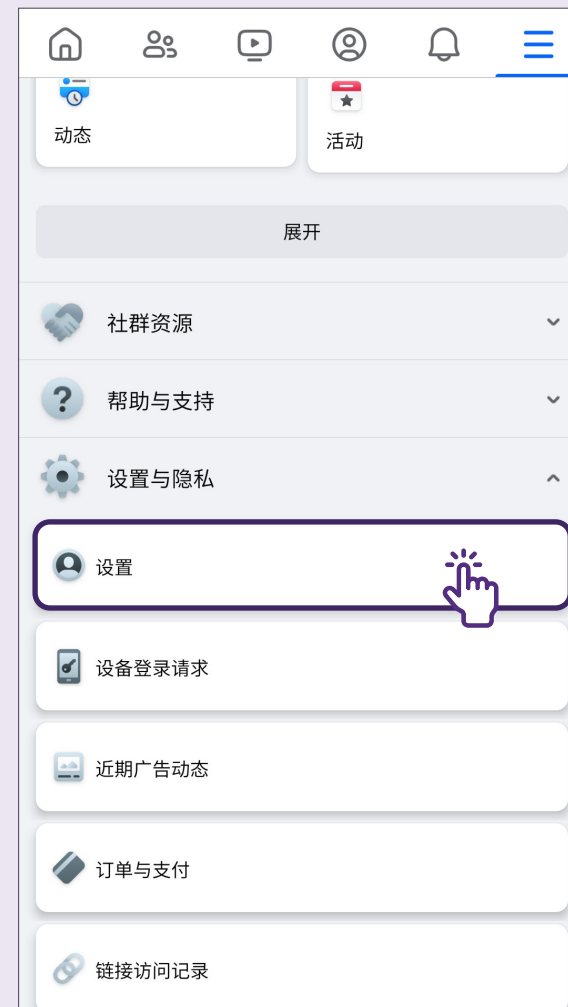 动态
活动
展开
社群资源
帮助与支持
设置与隐私
设置
设备登录请求
近期广告动态
订单与支付
链接访问记录